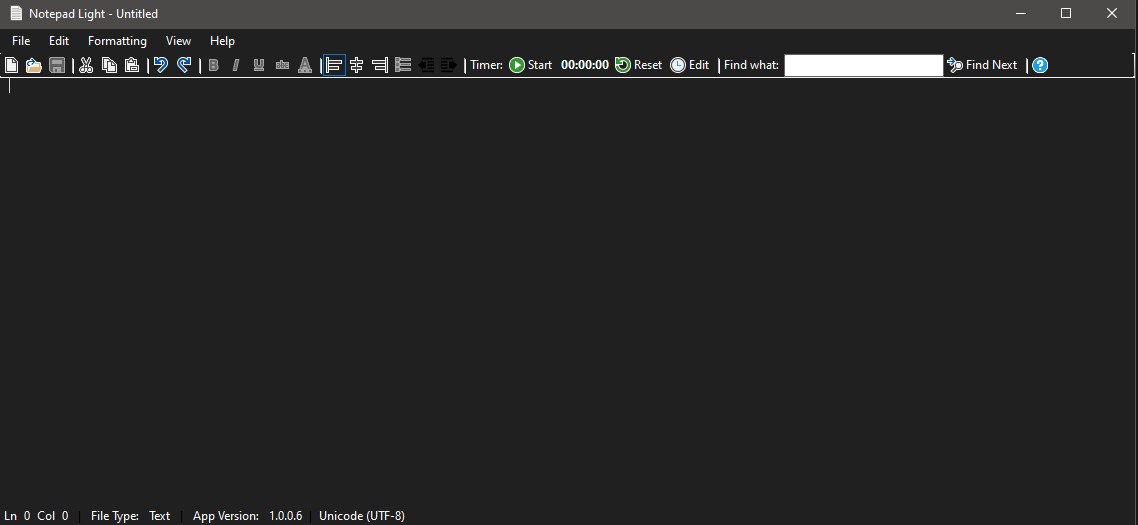 Notepad Light - Untitled
File Edit Formatting View Help
B I U ab A Timer: Start 00:00:00 Reset Edit Find what: Find Next ?
Ln 0 Col 0 File Type: Text App Version: 1.0.0.6 Unicode (UTF-8)